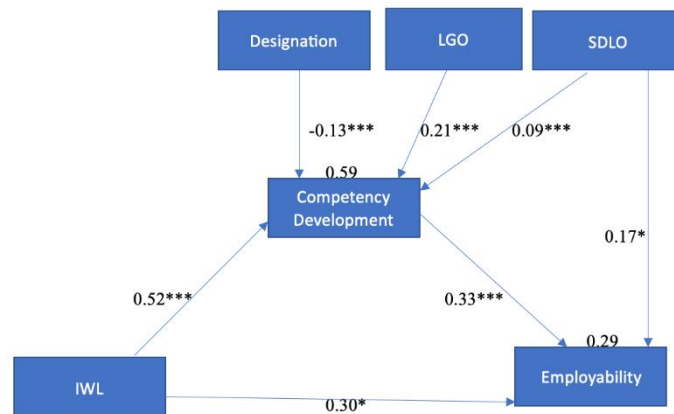 Designation
LGO
SDLO
-0.13***
0.21***
0.09***
0.59
Competency
Development
0.17*
0.52***
0.33***
0.29
IWL
Employability
0.30*